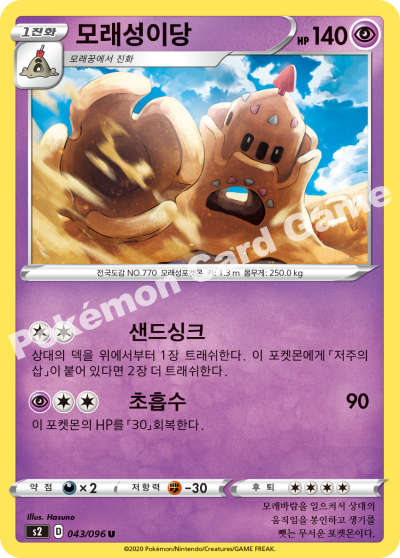 1진화
모래성이당
HP 140
모래꿍에서 진화
전국도감 NO.770 모래성포켓몬 키: 1.3 m 몸무게: 250.0 kg
Pokémon Card Game
샌드싱크
상대의 덱을 위에서부터 1장 트래쉬한다. 이 포켓몬에게 「저주의
삽」이 붙어 있다면 2장 더 트래쉬한다.
초흡수 90
이 포켓몬의 HP를 「30」회복한다.
약점 ×2 저항력 -30 후퇴
Illus. Hasuno
모래바람을 일으켜서 상대의
움직임을 봉인하고 생기를
뺏는 무서운 포켓몬이다.
s2 D 043/096 U
©2020 Pokémon/Nintendo/Creatures/GAME FREAK.